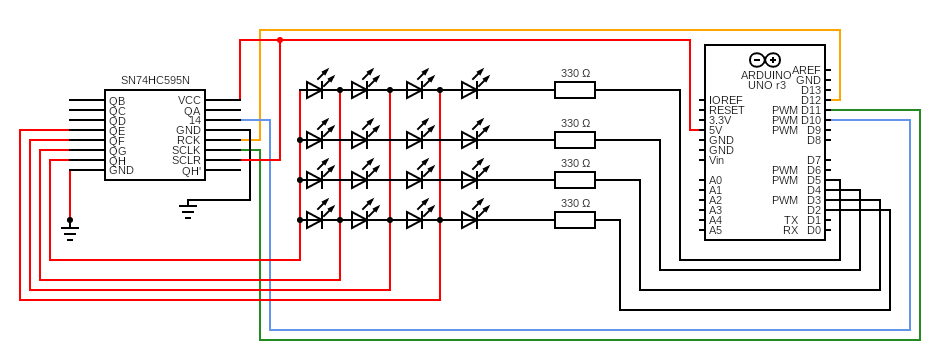 SN74HC595N
QB
QC
QD
QE
QF
QG
QH
GND
VCC
QA
14
GND
RCK
SCLK
SCLR
QH'
330 Ω
330 Ω
330 Ω
330 Ω
ARDUINO
UNO r3
IOREF
RESET
3.3V
5V
GND
GND
Vin
A0
A1
A2
A3
A4
A5
AREF
GND
D13
D12
PWM D11
PWM D10
PWM D9
D8
D7
PWM D6
PWM D5
D4
PWM D3
D2
TX D1
RX D0